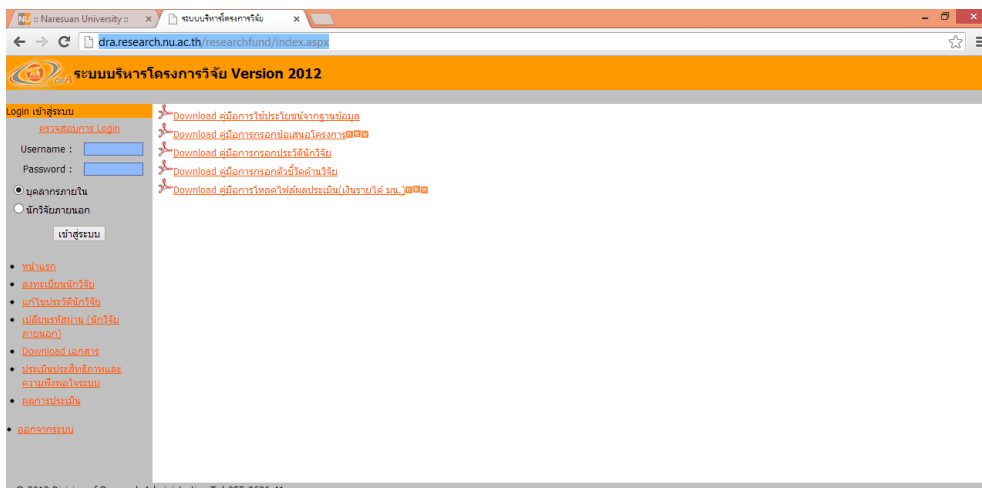 NU :: Naresuan University ::
ระบบบริหารโครงการวิจัย
dra.research.nu.ac.th/researchfund/index.aspx
ระบบบริหารโครงการวิจัย Version 2012
Login เข้าสู่ระบบ
ตรวจสอบการ Login
Username :
Password :
บุคลากรภายใน
นักวิจัยภายนอก
เข้าสู่ระบบ
หน้าแรก
ลงทะเบียนนักวิจัย
แก้ไขประวัตินักวิจัย
เปลี่ยนรหัสผ่าน (นักวิจัย
ภายนอก)
Download เอกสาร
ประเมินประสิทธิภาพและ
ความพึงพอใจระบบ
ผลการประเมิน
ออกจากระบบ
Download คู่มือการใช้ประโยชน์จากฐานข้อมูล
Download คู่มือการกรอกข้อเสนอโครงการ new
Download คู่มือการกรอกประวัตินักวิจัย
Download คู่มือการกรอกตัวชี้วัดด้านวิจัย
Download คู่มือการโหลดไฟล์ผลประเมิน(เงินรายได้ มน.) new